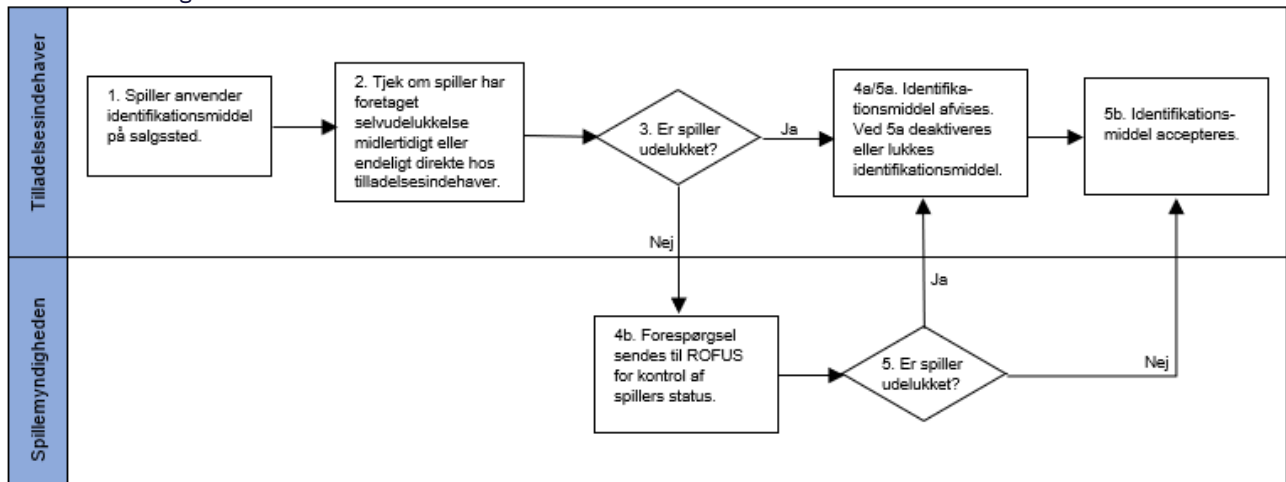 Tilladelsesindehaver
1. Spiller anvender
identifikationsmiddel
på salgssted.
2. Tjek om spiller har
foretaget
selvudelukkelse
midlertidigt eller
endeligt direkte hos
tilladelsesindehaver.
3. Er spiller
udelukket?
Ja
4a/5a. Identifika-
tionsmiddel afvises.
Ved 5a deaktiveres
eller lukkes
identifikationsmiddel.
5b. Identifikations-
middel accepteres.
Nej
Spillemyndigheden
4b. Forespørgsel
sendes til ROFUS
for kontrol af
spillers status.
5. Er spiller
udelukket?
Ja
Nej